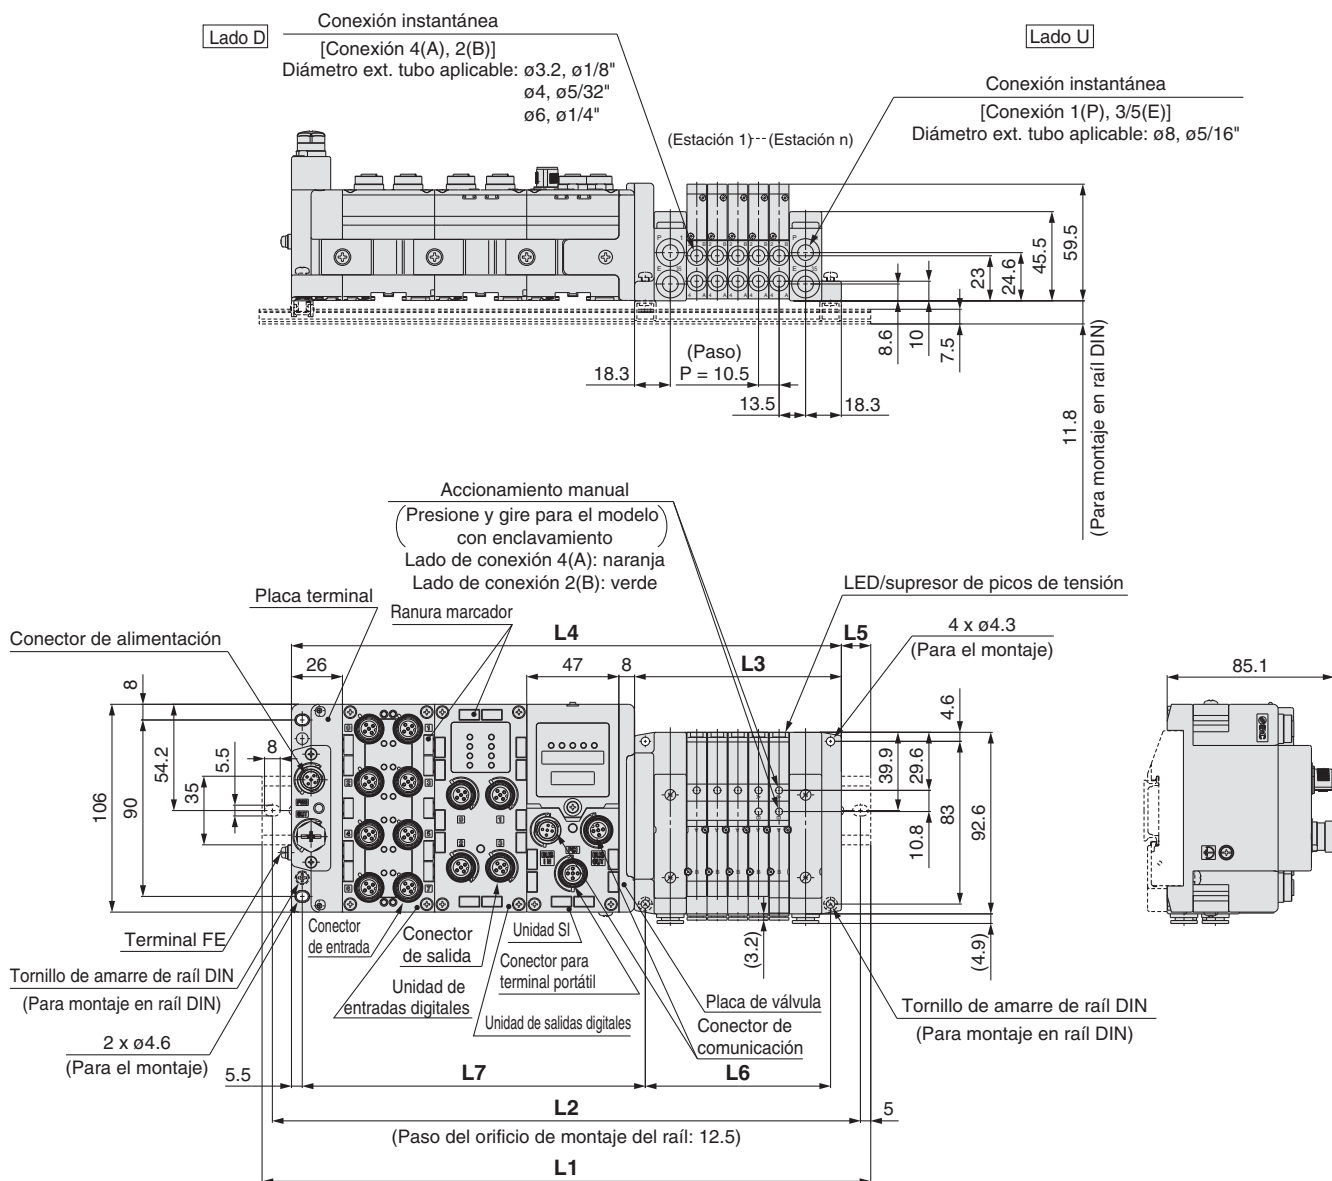 Conexión instantánea
Lado D
[Conexión 4(A), 2(B)]
Diámetro ext. tubo aplicable: ø3.2, ø1/8"
ø4, ø5/32"
ø6, ø1/4"
Lado U
Conexión instantánea
[Conexión 1(P), 3/5(E)]
Diámetro ext. tubo aplicable: ø8, ø5/16"
(Estación 1)
(Estación n)
23
24.6
45.5
59.5
8.6
10
7.5
11.8
(Para montaje en raíl DIN)
18.3
(Paso)
P = 10.5
13.5
18.3
Accionamiento manual
(Presione y gire para el modelo
con enclavamiento)
Lado de conexión 4(A): naranja
Lado de conexión 2(B): verde
LED/supresor de picos de tensión
Placa terminal
Ranura marcador
Conector de alimentación
L4
L5
4 x ø4.3
(Para el montaje)
26
47
8
L3
85.1
8
106
90
54.2
35
8
5.5
4.6
39.9
29.6
10.8
83
92.6
(3.2)
(4.9)
Terminal FE
Conector
de entrada
Conector
de salida
Unidad SI
Conector para
terminal portátil
Tornillo de amarre de raíl DIN
(Para montaje en raíl DIN)
Unidad de
entradas digitales
Unidad de salidas digitales
Placa de válvula
Conector de
comunicación
Tornillo de amarre de raíl DIN
(Para montaje en raíl DIN)
2 x ø4.6
(Para el montaje)
5.5
L7
L6
L2
5
(Paso del orificio de montaje del raíl: 12.5)
L1